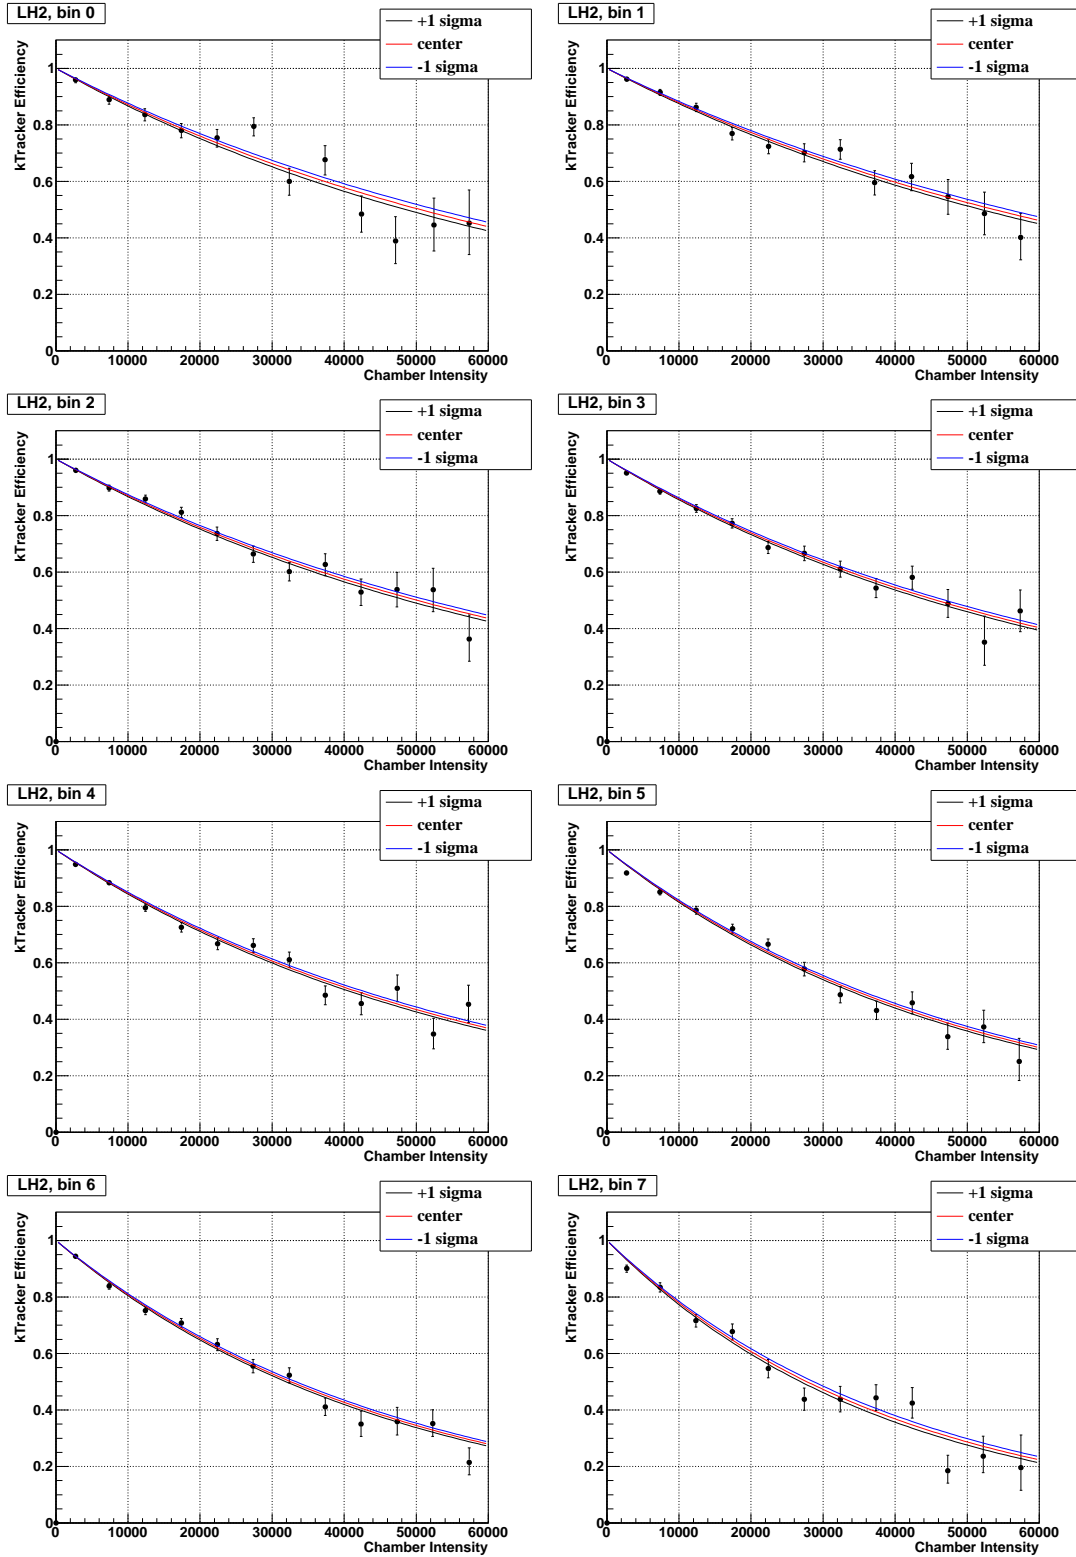 LH2, bin 0
+1 sigma
center
-1 sigma
kTracker Efficiency
1
0.8
0.6
0.4
0.2
0
0 10000 20000 30000 40000 50000 60000
Chamber Intensity
LH2, bin 1
+1 sigma
center
-1 sigma
kTracker Efficiency
1
0.8
0.6
0.4
0.2
0
0 10000 20000 30000 40000 50000 60000
Chamber Intensity
LH2, bin 2
+1 sigma
center
-1 sigma
kTracker Efficiency
1
0.8
0.6
0.4
0.2
0
0 10000 20000 30000 40000 50000 60000
Chamber Intensity
LH2, bin 3
+1 sigma
center
-1 sigma
kTracker Efficiency
1
0.8
0.6
0.4
0.2
0
0 10000 20000 30000 40000 50000 60000
Chamber Intensity
LH2, bin 4
+1 sigma
center
-1 sigma
kTracker Efficiency
1
0.8
0.6
0.4
0.2
0
0 10000 20000 30000 40000 50000 60000
Chamber Intensity
LH2, bin 5
+1 sigma
center
-1 sigma
kTracker Efficiency
1
0.8
0.6
0.4
0.2
0
0 10000 20000 30000 40000 50000 60000
Chamber Intensity
LH2, bin 6
+1 sigma
center
-1 sigma
kTracker Efficiency
1
0.8
0.6
0.4
0.2
0
0 10000 20000 30000 40000 50000 60000
Chamber Intensity
LH2, bin 7
+1 sigma
center
-1 sigma
kTracker Efficiency
1
0.8
0.6
0.4
0.2
0
0 10000 20000 30000 40000 50000 60000
Chamber Intensity